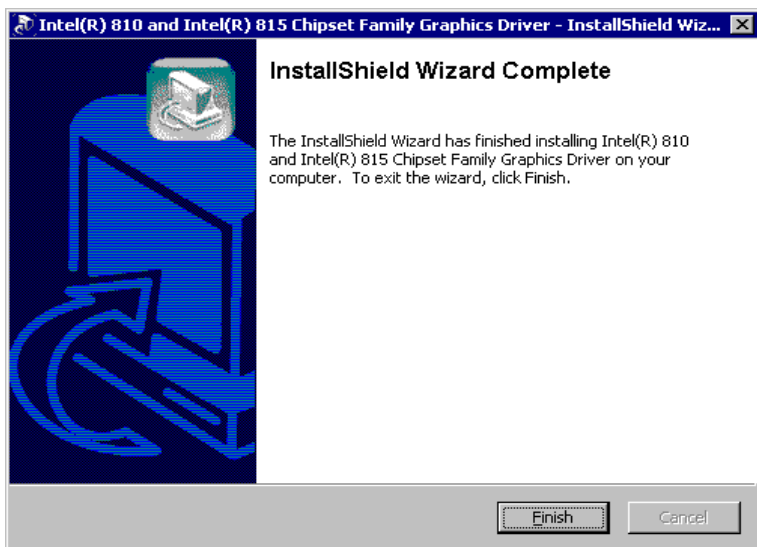 Intel(R) 810 and Intel(R) 815 Chipset Family Graphics Driver - InstallShield Wiz...
InstallShield Wizard Complete
The InstallShield Wizard has finished installing Intel(R) 810
and Intel(R) 815 Chipset Family Graphics Driver on your
computer. To exit the wizard, click Finish.
Finish
Cancel